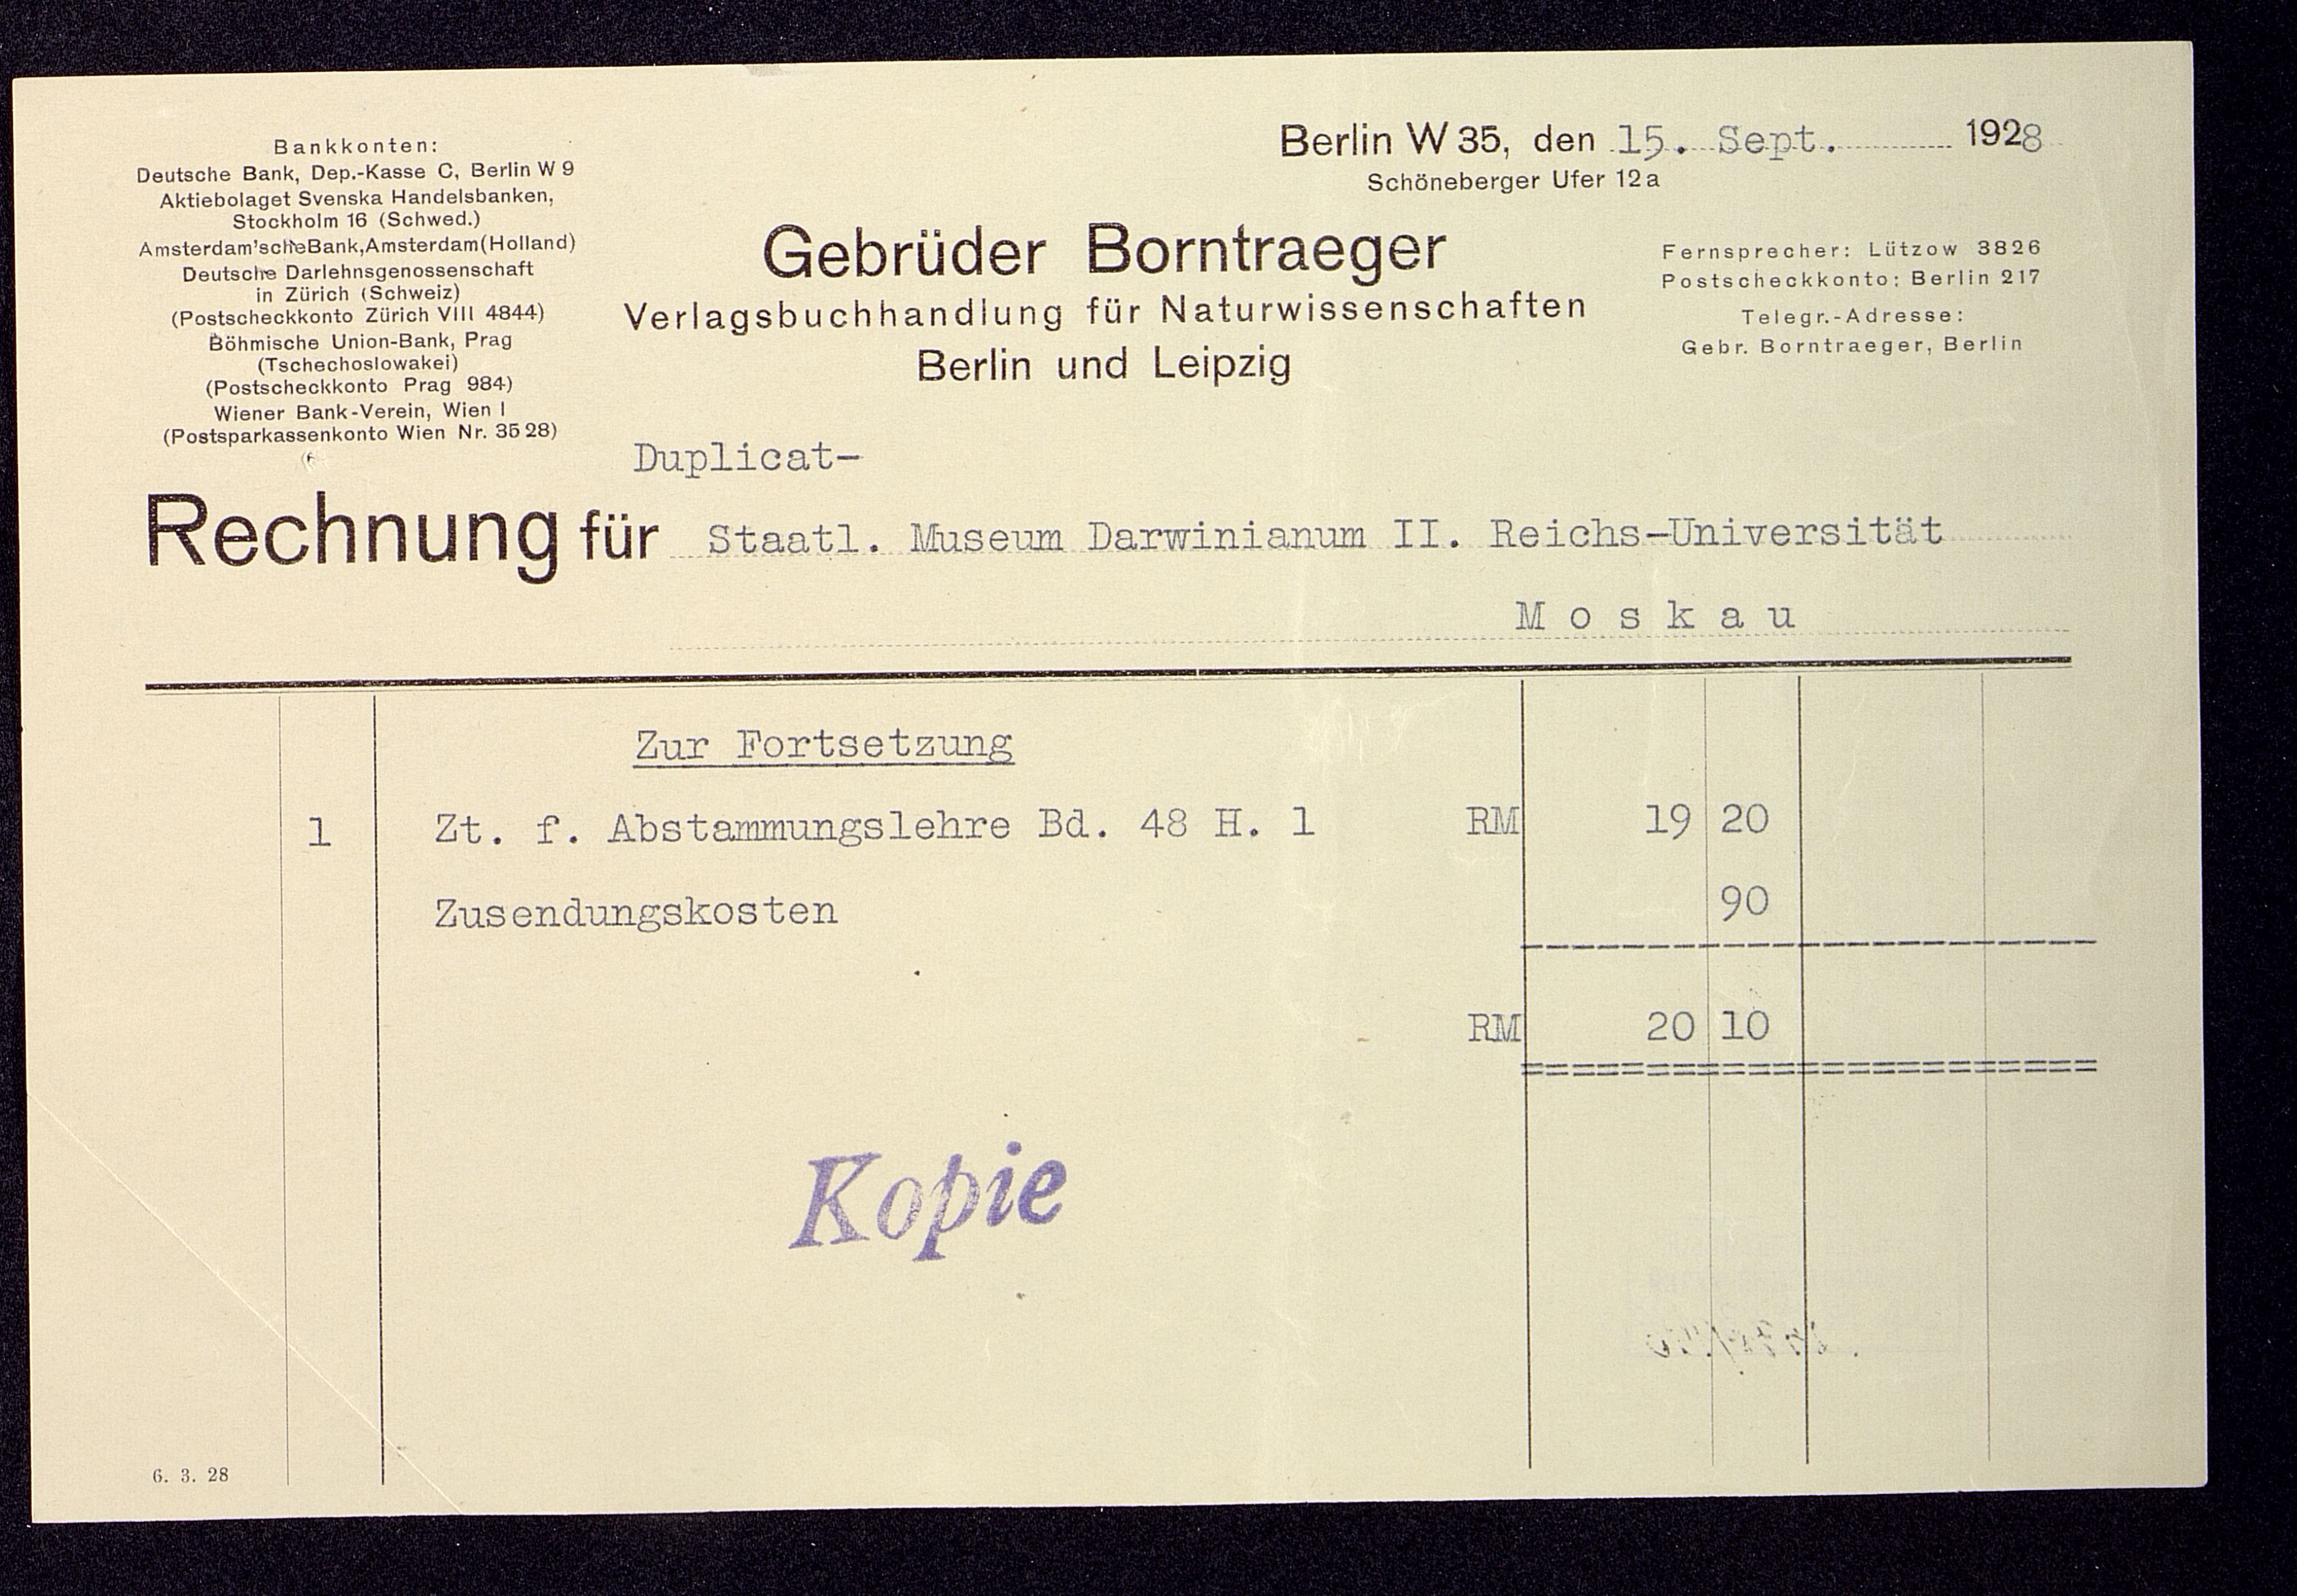 Bankkonten:
Deutsche Bank, Dep.-Kasse C, Berlin W 9
Aktiebolaget Svenska Handelsbanken,
Stockholm 16 (Schwed.)
Amsterdam'sche Bank, Amsterdam (Holland)
Deutsche Darlehnsgenossenschaft
in Zürich (Schweiz)
(Postscheckkonto Zürich VIII 4844)
Böhmische Union-Bank, Prag
(Tschechoslowakei)
(Postscheckkonto Prag 984)
Wiener Bank-Verein, Wien I
(Postsparkassenkonto Wien Nr. 35 28)
Berlin W 35, den 15. Sept. 1928
Schöneberger Ufer 12a
Gebrüder Borntraeger
Verlagsbuchhandlung für Naturwissenschaften
Berlin und Leipzig
Fernsprecher: Lützow 3826
Postscheckkonto: Berlin 217
Telegr.-Adresse:
Gebr. Borntraeger, Berlin
Duplicat-
Rechnung für Staatl. Museum Darwinianum II. Reichs-Universität
Moskau
Zur Fortsetzung
1 Zt. f. Abstammungslehre Bd. 48 H. 1 RM 19 20
Zusendungskosten 90
RM 20 10
Kopie
6. 3. 28